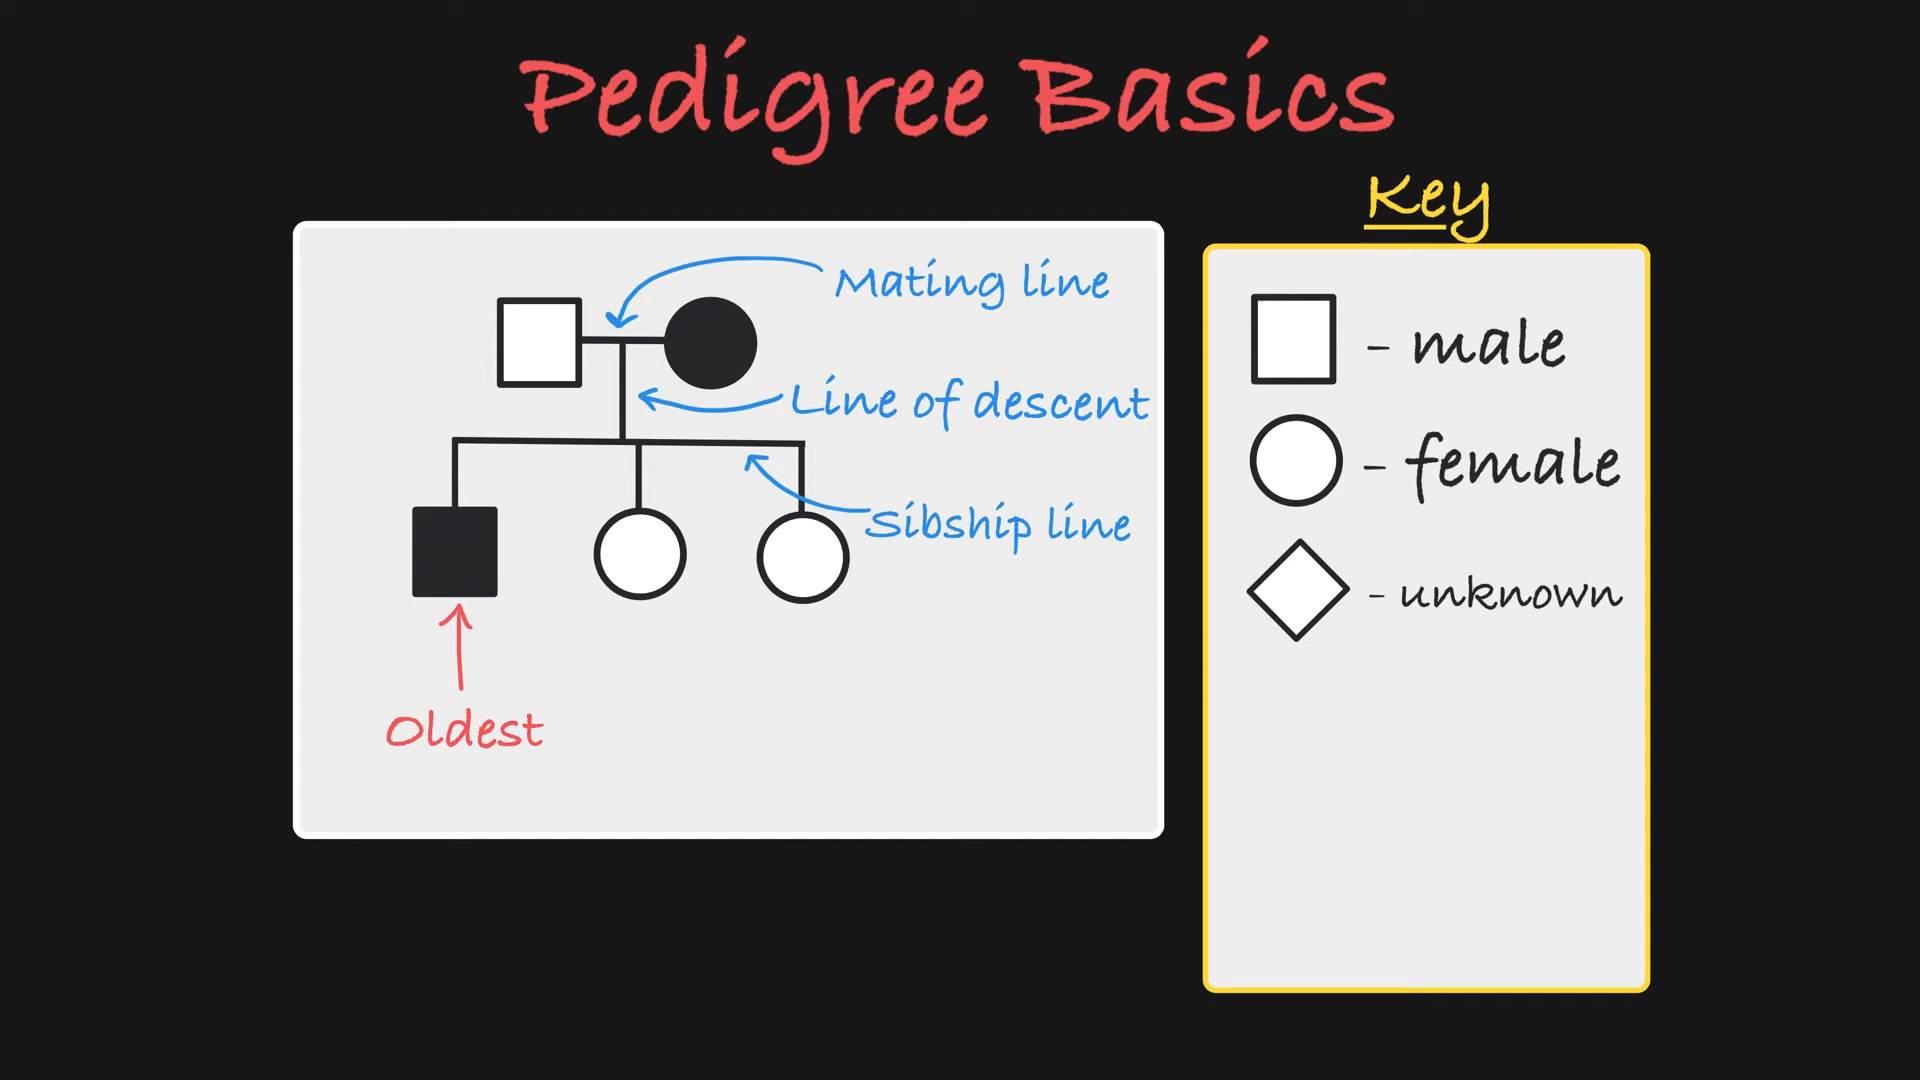 Pedigree Basics
Key
Mating line
Line of descent
Sibship line
Oldest
- male
- female
- unknown